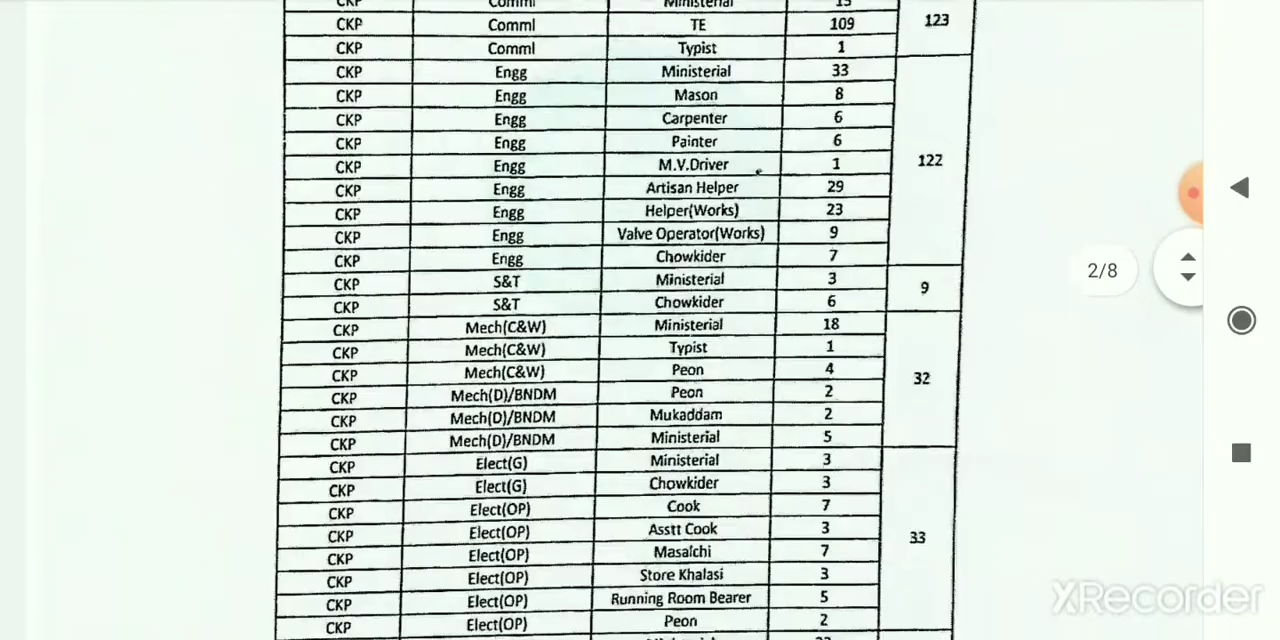 CKP Comml Ministerial 13
CKP Comml TE 109 123
CKP Comml Typist 1
CKP Engg Ministerial 33
CKP Engg Mason 8
CKP Engg Carpenter 6
CKP Engg Painter 6
CKP Engg M.V.Driver 1 122
CKP Engg Artisan Helper 29
CKP Engg Helper(Works) 23
CKP Engg Valve Operator(Works) 9
CKP Engg Chowkider 7
CKP S&T Ministerial 3 9
CKP S&T Chowkider 6
CKP Mech(C&W) Ministerial 18
CKP Mech(C&W) Typist 1
CKP Mech(C&W) Peon 4 32
CKP Mech(D)/BNDM Peon 2
CKP Mech(D)/BNDM Mukaddam 2
CKP Mech(D)/BNDM Ministerial 5
CKP Elect(G) Ministerial 3
CKP Elect(G) Chowkider 3
CKP Elect(OP) Cook 7
CKP Elect(OP) Asstt Cook 3 33
CKP Elect(OP) Masalchi 7
CKP Elect(OP) Store Khalasi 3
CKP Elect(OP) Running Room Bearer 5
CKP Elect(OP) Peon 2
2/8
XRecorder